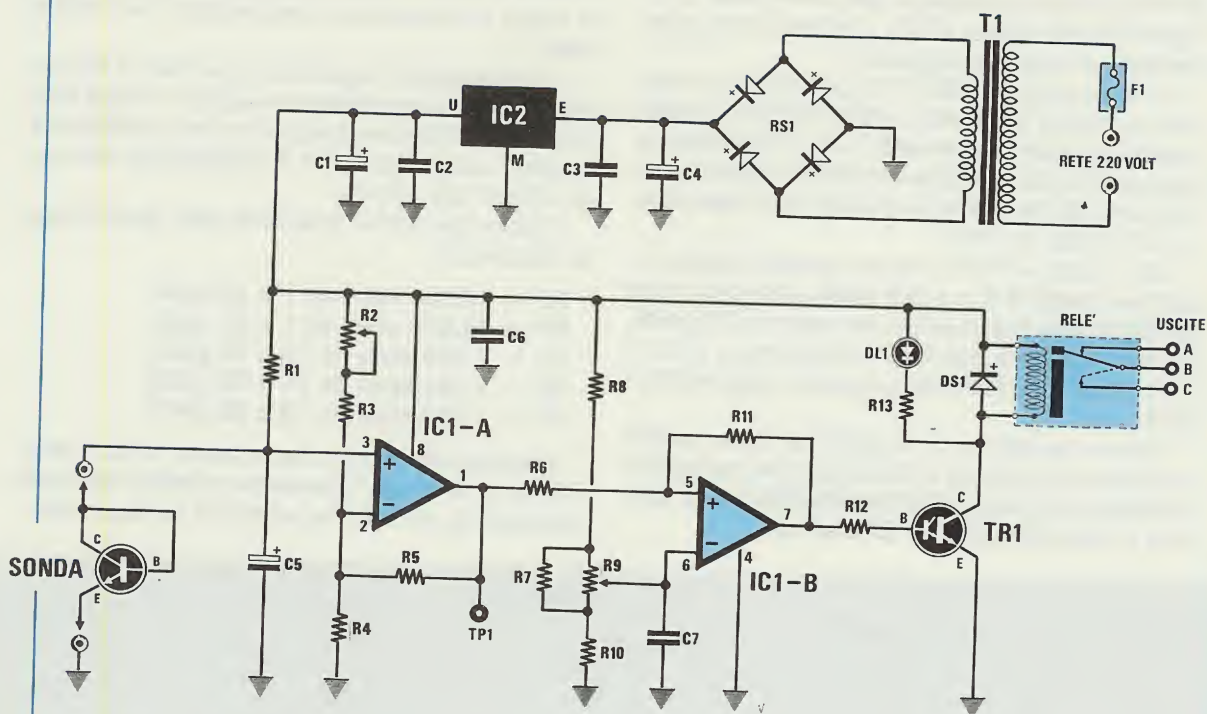 T1
F1
RETE 220 VOLT
U
IC2
E
M
C1
+
C2
C3
+
C4
RS1
R1
R2
R3
C6
R8
DL1
R13
DS1
+
RELE'
USCITE
A
B
C
IC1-A
3
+
8
1
-
2
R6
R11
IC1-B
5
+
7
-
6
4
R12
B
C
E
TR1
SONDA
C
B
E
C5
+
R4
R5
TP1
R7
R9
R10
C7